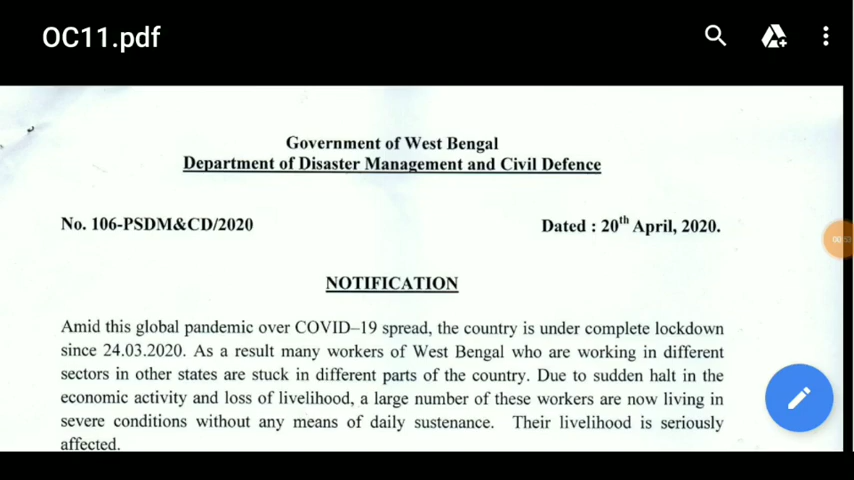 OC11.pdf
Government of West Bengal
Department of Disaster Management and Civil Defence
No. 106-PSDM&CD/2020 Dated : 20th April, 2020.
NOTIFICATION
Amid this global pandemic over COVID–19 spread, the country is under complete lockdown
since 24.03.2020. As a result many workers of West Bengal who are working in different
sectors in other states are stuck in different parts of the country. Due to sudden halt in the
economic activity and loss of livelihood, a large number of these workers are now living in
severe conditions without any means of daily sustenance. Their livelihood is seriously
affected.
00:53